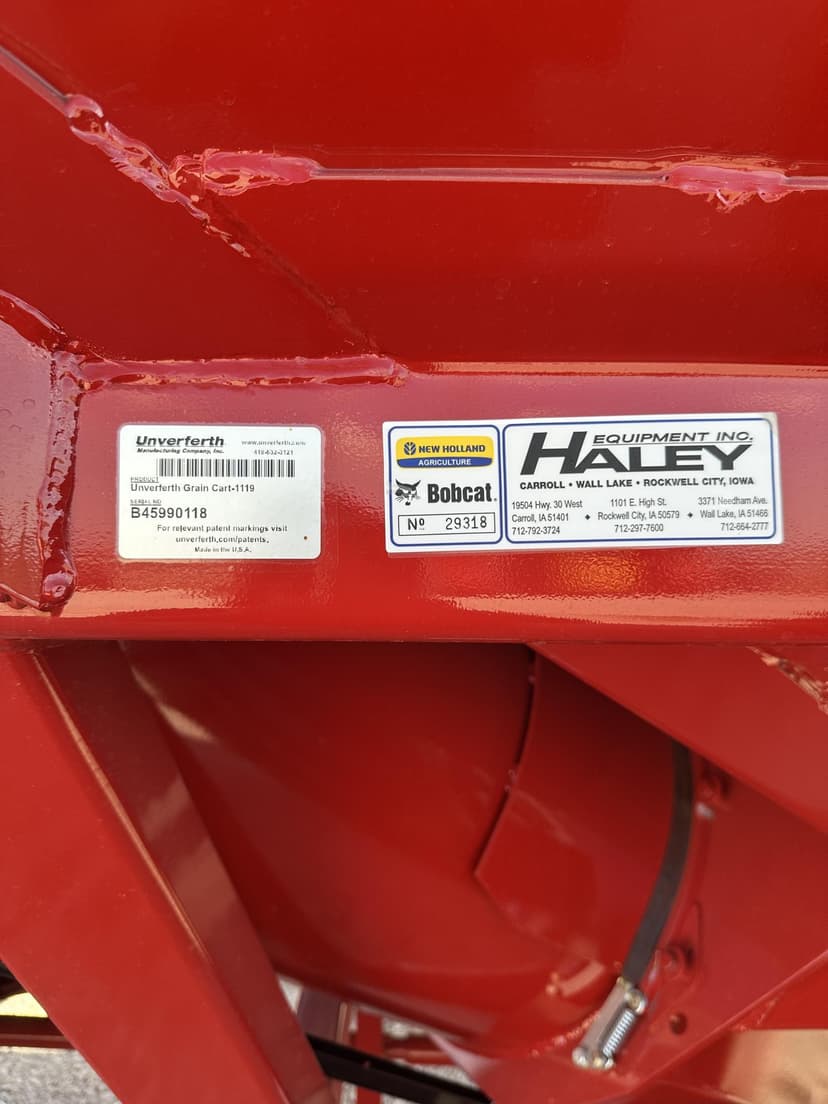 Unverferth
Manufacturing Company, Inc.
www.unverferth.com
419-532-3121
PRODUCT
Unverferth Grain Cart-1119
SERIAL NO
B45990118
For relevant patent markings visit
unverferth.com/patents.
Made in the U.S.A.
NEW HOLLAND
AGRICULTURE
Bobcat
Nº 29318
EQUIPMENT INC.
HALEY
CARROLL • WALL LAKE • ROCKWELL CITY, IOWA
19504 Hwy. 30 West
Carroll, IA 51401
712-792-3724
1101 E. High St.
Rockwell City, IA 50579
712-297-7600
3371 Needham Ave.
Wall Lake, IA 51466
712-664-2777